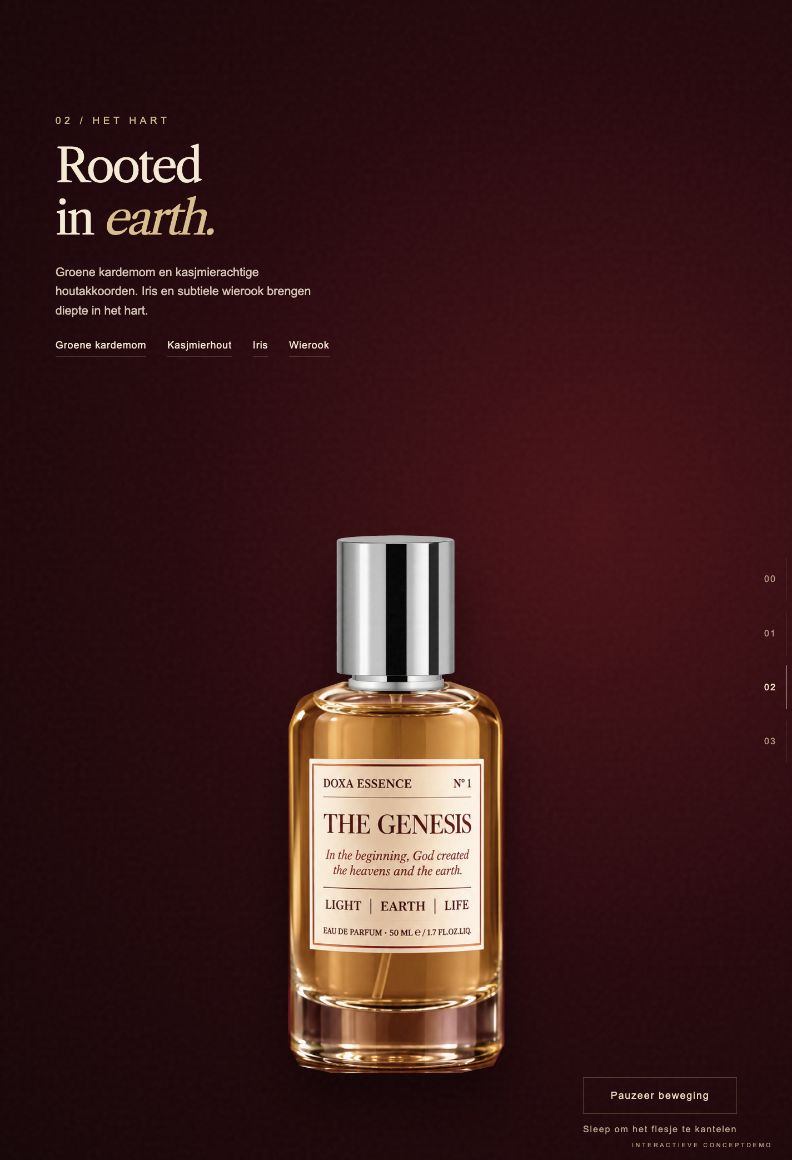 02 / HET HART
Rooted
in earth.
Groene kardemom en kasjmierachtige
houtakkoorden. Iris en subtiele wierook brengen
diepte in het hart.
Groene kardemom Kasjmierhout Iris Wierook
00
01
02
03
DOXA ESSENCE Nº 1
THE GENESIS
In the beginning, God created
the heavens and the earth.
LIGHT | EARTH | LIFE
EAU DE PARFUM • 50 ML ℮ / 1.7 FL.OZ.LIQ.
Pauzeer beweging
Sleep om het flesje te kantelen
INTERACTIEVE CONCEPTDEMO